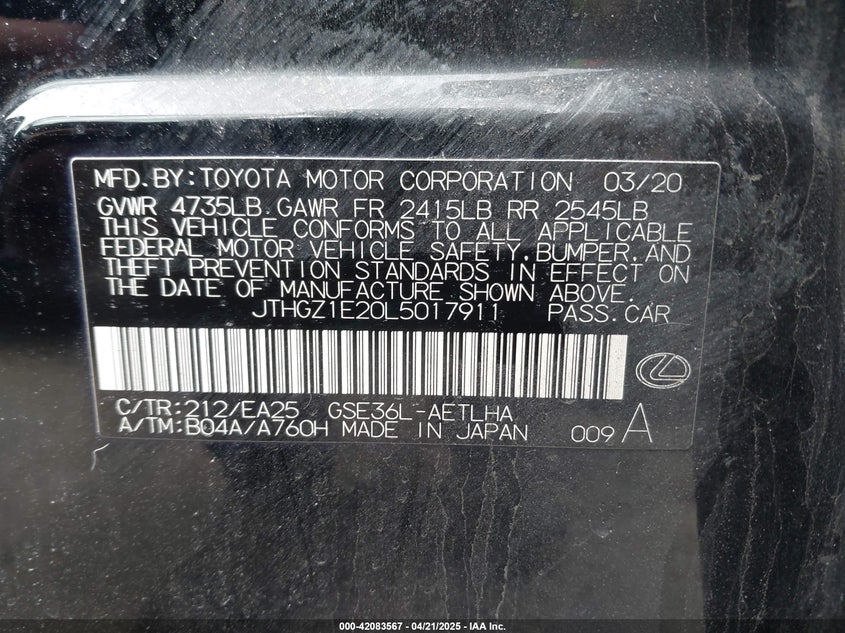 MFD.BY:TOYOTA MOTOR CORPORATION 03/20
GVWR 4735LB GAWR FR 2415LB RR 2545LB
THIS VEHICLE CONFORMS TO ALL APPLICABLE
FEDERAL MOTOR VEHICLE SAFETY,BUMPER,AND
THEFT PREVENTION STANDARDS IN EFFECT ON
THE DATE OF MANUFACTURE SHOWN ABOVE.
JTHGZ1E20L5017911 PASS.CAR
C/TR:212/EA25 GSE36L-AETLHA
A/TM:B04A/A760H MADE IN JAPAN 009 A
000-42083567 - 04/21/2025 - IAA Inc.